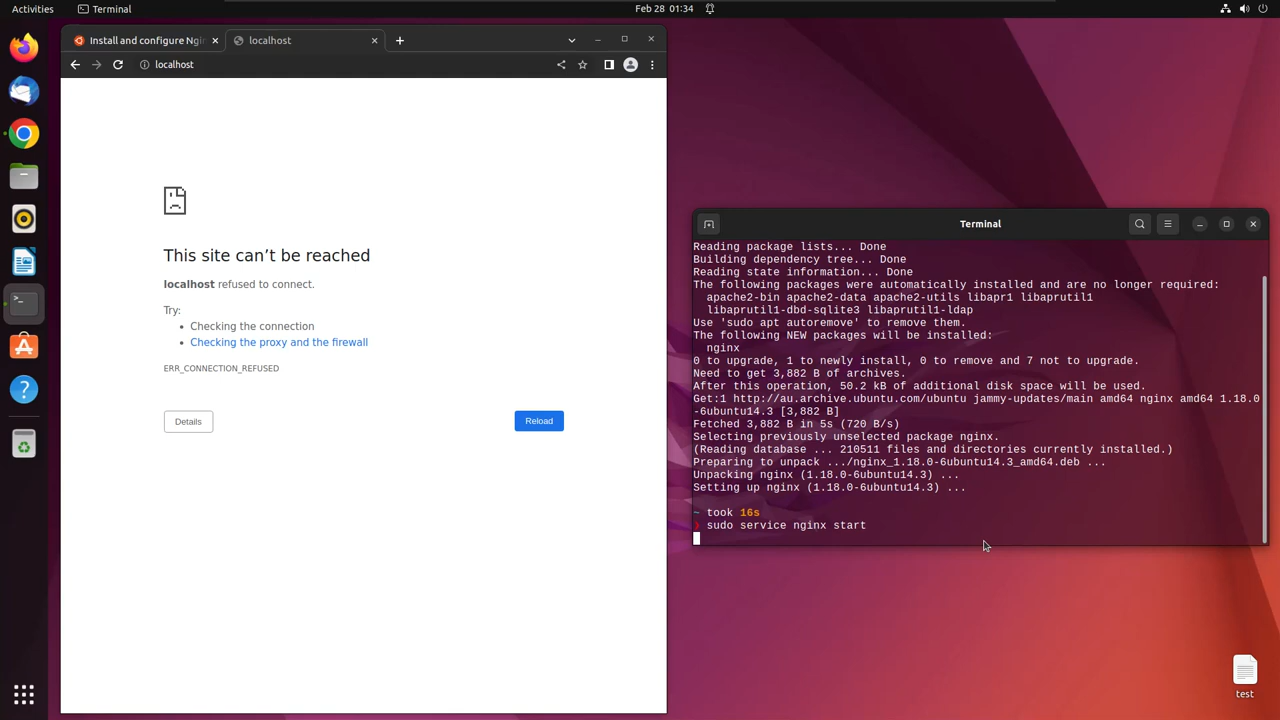 Activities
Terminal
Feb 28 01:34
Install and configure Ngi
localhost
localhost
This site can’t be reached
localhost refused to connect.
Try:
Checking the connection
Checking the proxy and the firewall
ERR_CONNECTION_REFUSED
Details
Reload
Terminal
Reading package lists... Done
Building dependency tree... Done
Reading state information... Done
The following packages were automatically installed and are no longer required:
apache2-bin apache2-data apache2-utils libapr1 libaprutil1
libaprutil1-dbd-sqlite3 libaprutil1-ldap
Use 'sudo apt autoremove' to remove them.
The following NEW packages will be installed:
nginx
0 to upgrade, 1 to newly install, 0 to remove and 7 not to upgrade.
Need to get 3,882 B of archives.
After this operation, 50.2 kB of additional disk space will be used.
Get:1 http://au.archive.ubuntu.com/ubuntu jammy-updates/main amd64 nginx amd64 1.18.0
-6ubuntu14.3 [3,882 B]
Fetched 3,882 B in 5s (720 B/s)
Selecting previously unselected package nginx.
(Reading database ... 210511 files and directories currently installed.)
Preparing to unpack .../nginx_1.18.0-6ubuntu14.3_amd64.deb ...
Unpacking nginx (1.18.0-6ubuntu14.3) ...
Setting up nginx (1.18.0-6ubuntu14.3) ...
~ took 16s
❯ sudo service nginx start
test